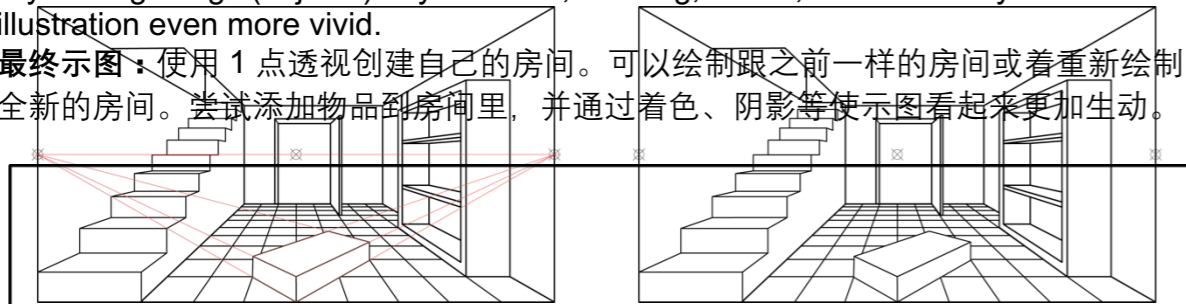 illustration even more vivid.
最终示图：使用 1 点透视创建自己的房间。可以绘制跟之前一样的房间或着重新绘制
全新的房间。尝试添加物品到房间里，并通过着色、阴影等使示图看起来更加生动。